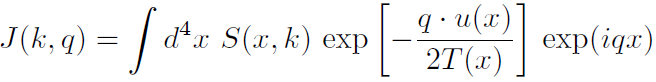 J(k, q) = ∫ d⁴x S(x, k) exp [ − q · u(x) / 2T(x) ] exp(iqx)